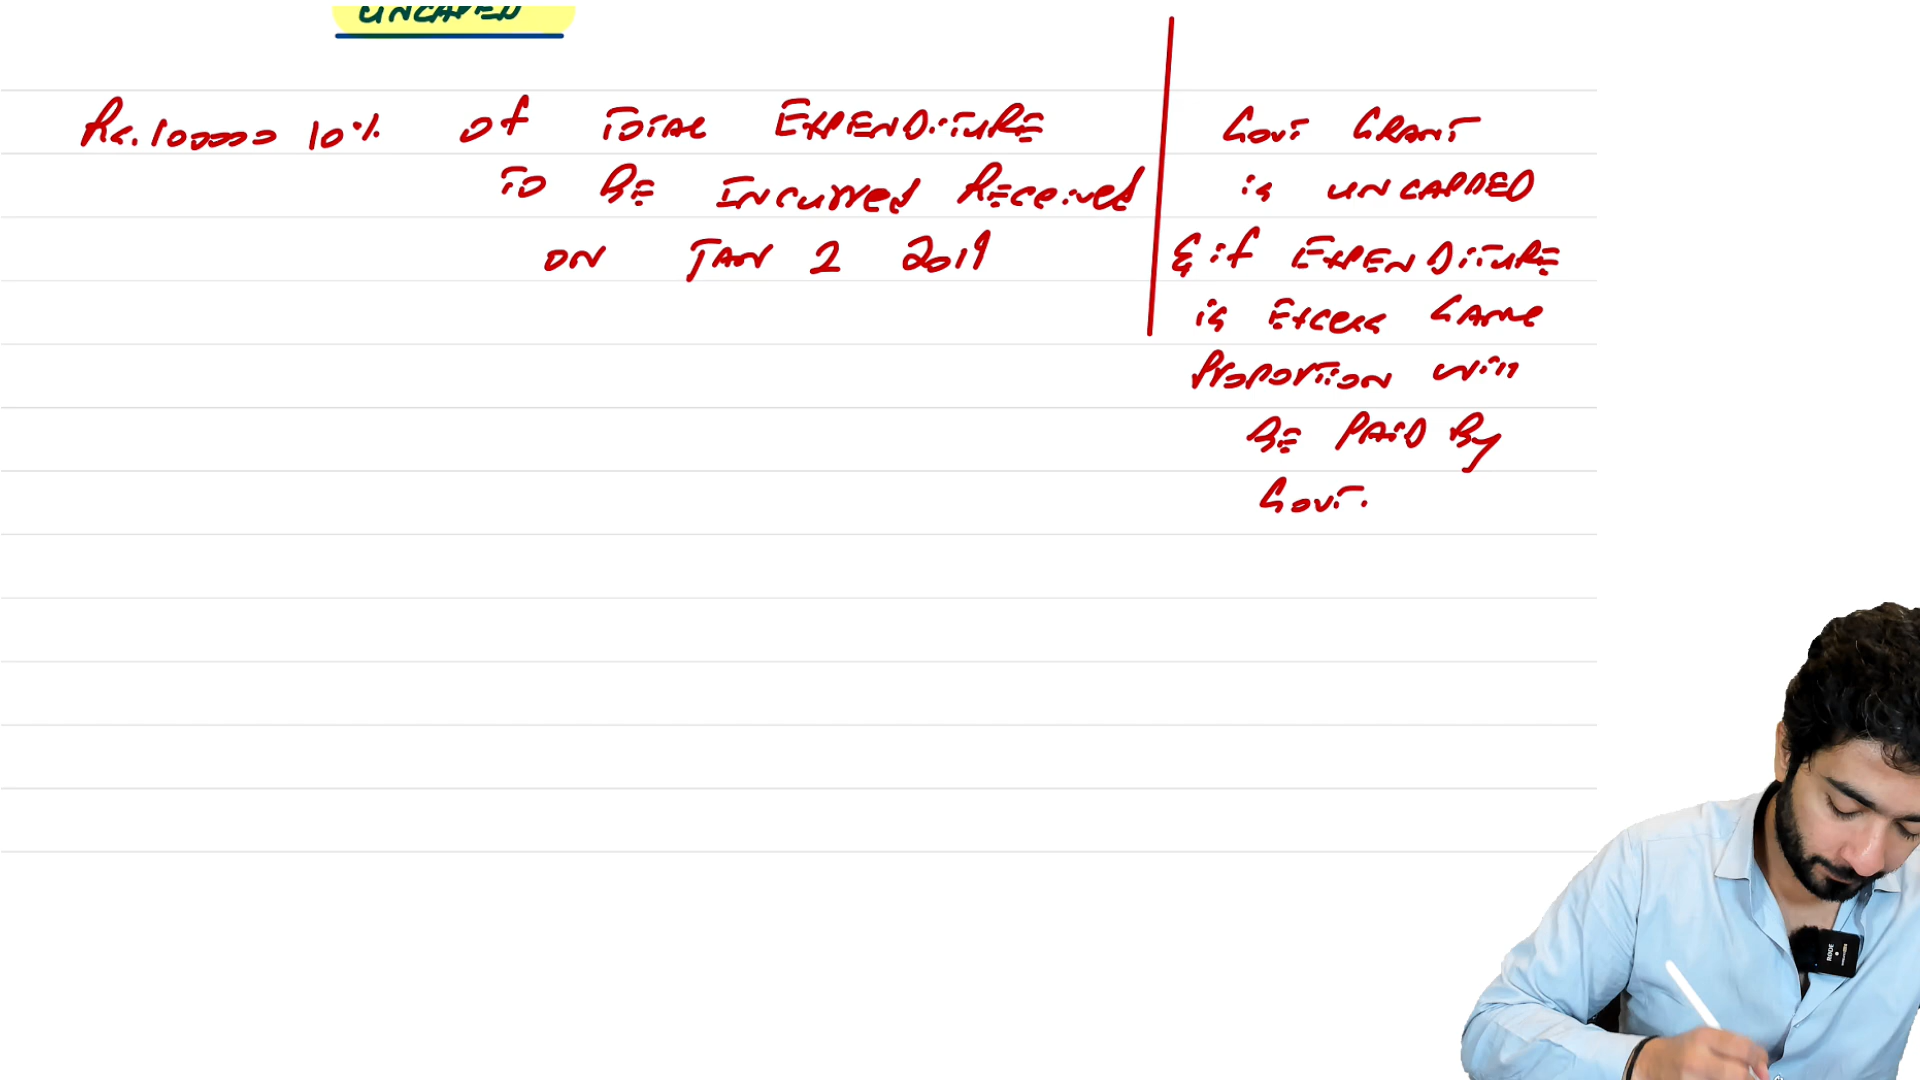 UNCAPPED
Rs. 100000 10% of TOTAL EXPENDITURE
TO BE INCURRED RECEIVED
ON JAN 2 2019
GOVT GRANT
is UNCAPPED
& if EXPENDITURE
is EXCESS SAME
PROPORTION WILL
BE PAID BY
GOVT.
RODE